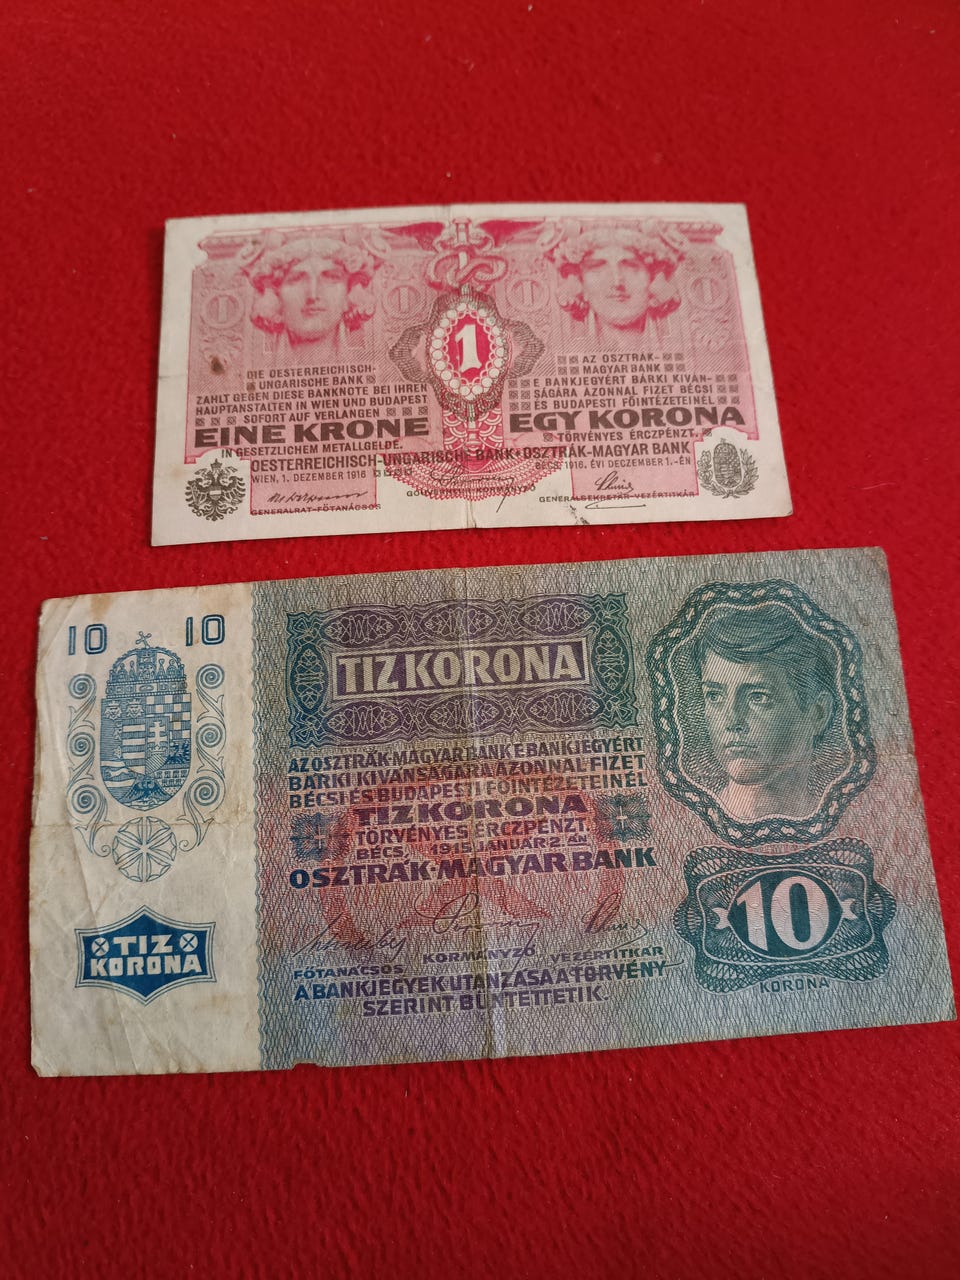 1 1 1 1
1
DIE OESTERREICHISCH-
UNGARISCHE BANK
ZAHLT GEGEN DIESE BANKNOTE BEI IHREN
HAUPTANSTALTEN IN WIEN UND BUDAPEST
SOFORT AUF VERLANGEN
EINE KRONE
IN GESETZLICHEM METALLGELDE.
AZ OSZTRÁK-
MAGYAR BANK
E BANKJEGYÉRT BÁRKI KIVÁN-
SÁGÁRA AZONNAL FIZET BÉCSI
ÉS BUDAPESTI FŐINTÉZETEINÉL
EGY KORONA
TÖRVÉNYES ÉRCZPÉNZT.
OESTERREICHISCH-UNGARISCHE BANK·OSZTRÁK-MAGYAR BANK
WIEN, 1. DEZEMBER 1916
BÉCS, 1916. ÉVI DECZEMBER 1.-ÉN
GENERALRAT-FŐTANÁCSOS
GOUVERNEUR-KORMÁNYZÓ
GENERALSEKRETÄR-VEZÉRTITKÁR
10 10
TIZ KORONA
TIZ KORONA
AZ OSZTRÁK-MAGYAR BANK E BANKJEGYÉRT
BÁRKI KIVÁNSÁGÁRA AZONNAL FIZET
BÉCSI ÉS BUDAPESTI FŐINTÉZETEINÉL
TIZ KORONA
TÖRVÉNYES ÉRCZPÉNZT.
BÉCS, 1915. JANUÁR 2.ÁN
OSZTRÁK-MAGYAR BANK
FŐTANÁCSOS KORMÁNYZÓ VEZÉRTITKÁR
A BANKJEGYEK UTÁNZÁSA A TÖRVÉNY
SZERINT BÜNTETTETIK.
10
KORONA